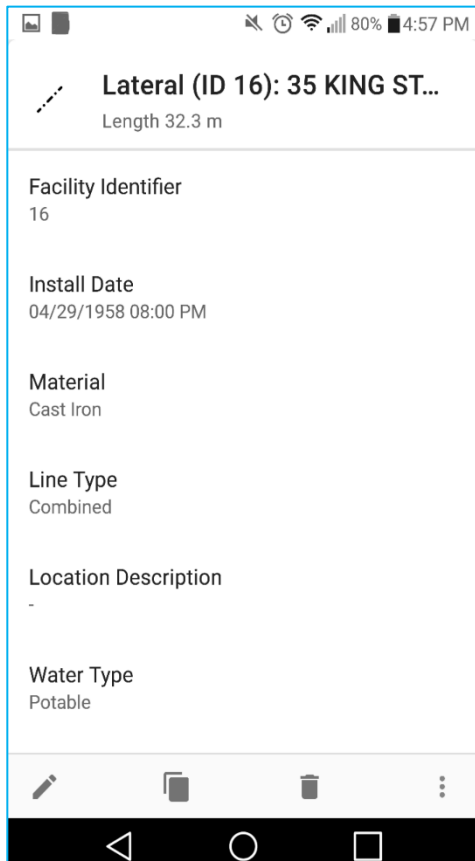 80% 4:57 PM
Lateral (ID 16): 35 KING ST...
Length 32.3 m
Facility Identifier
16
Install Date
04/29/1958 08:00 PM
Material
Cast Iron
Line Type
Combined
Location Description
-
Water Type
Potable